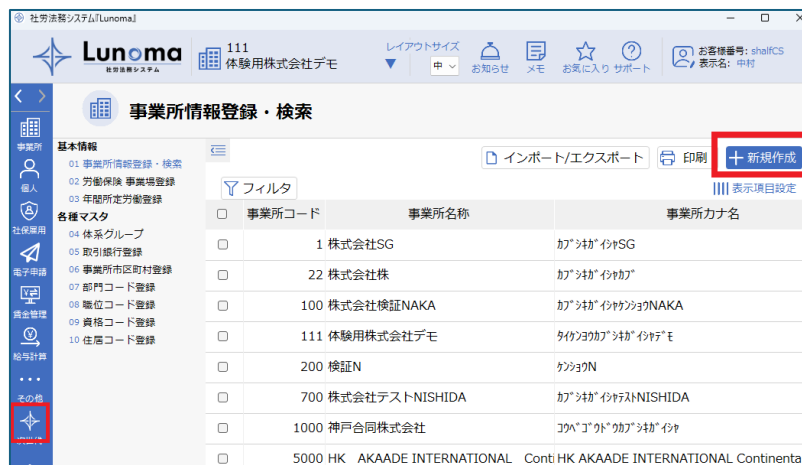 社労法務システム『Lunoma』
Lunoma
社労法務システム
111
体験用株式会社デモ
レイアウトサイズ
▼
中
お知らせ
メモ
お気に入り
サポート
お客様番号: shalfCS
表示名: 中村
事業所
個人
社保雇用
電子申請
賃金管理
給与計算
その他
事業所情報登録・検索
基本情報
01 事業所情報登録・検索
02 労働保険 事業場登録
03 年間所定労働登録
各種マスタ
04 体系グループ
05 取引銀行登録
06 事業所市区町村登録
07 部門コード登録
08 職位コード登録
09 資格コード登録
10 住居コード登録
インポート/エクスポート
印刷
新規作成
フィルタ
表示項目設定
事業所コード 事業所名称 事業所カナ名
1 株式会社SG ｶﾌﾞｼｷｶﾞｲｼｬSG
22 株式会社株 ｶﾌﾞｼｷｶﾞｲｼｬｶﾌﾞ
100 株式会社検証NAKA ｶﾌﾞｼｷｶﾞｲｼｬｹﾝｼｮｳNAKA
111 体験用株式会社デモ ﾀｲｹﾝﾖｳｶﾌﾞｼｷｶﾞｲｼｬﾃﾞﾓ
200 検証N ｹﾝｼｮｳN
700 株式会社テストNISHIDA ｶﾌﾞｼｷｶﾞｲｼｬﾃｽﾄNISHIDA
1000 神戸合同株式会社 ｺｳﾍﾞｺﾞｳﾄﾞｳｶﾌﾞｼｷｶﾞｲｼｬ
5000 HK AKAADE INTERNATIONAL Conti HK AKAADE INTERNATIONAL Continenta